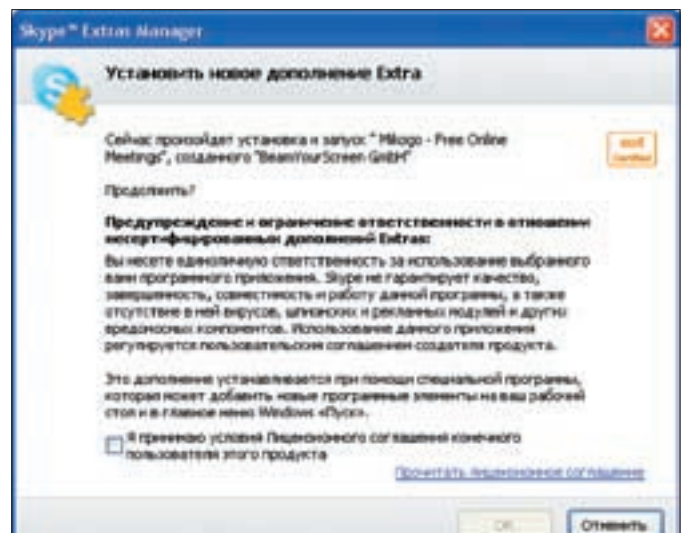 Skype™ Extras Manager
Установить новое дополнение Extra
Сейчас произойдет установка и запуск " Mikogo - Free Online
Meetings", созданного "BeamYourScreen GmbH"
not
Certified
Продолжить?
Предупреждение и ограничение ответственности в отношении
несертифицированных дополнений Extras:
Вы несете единоличную ответственность за использование выбранного
вами программного приложения. Skype не гарантирует качество,
завершенность, совместимость и работу данной программы, а также
отсутствие в ней вирусов, шпионских и рекламных модулей и других
вредоносных компонентов. Использование данного приложения
регулируется пользовательским соглашением создателя продукта.
Это дополнение устанавливается при помощи специальной программы,
которая может добавить новые программные элементы на ваш рабочий
стол и в главное меню Windows «Пуск».
Я принимаю условия Лицензионного соглашения конечного
пользователя этого продукта
Прочитать лицензионное соглашение
OK
Отменить